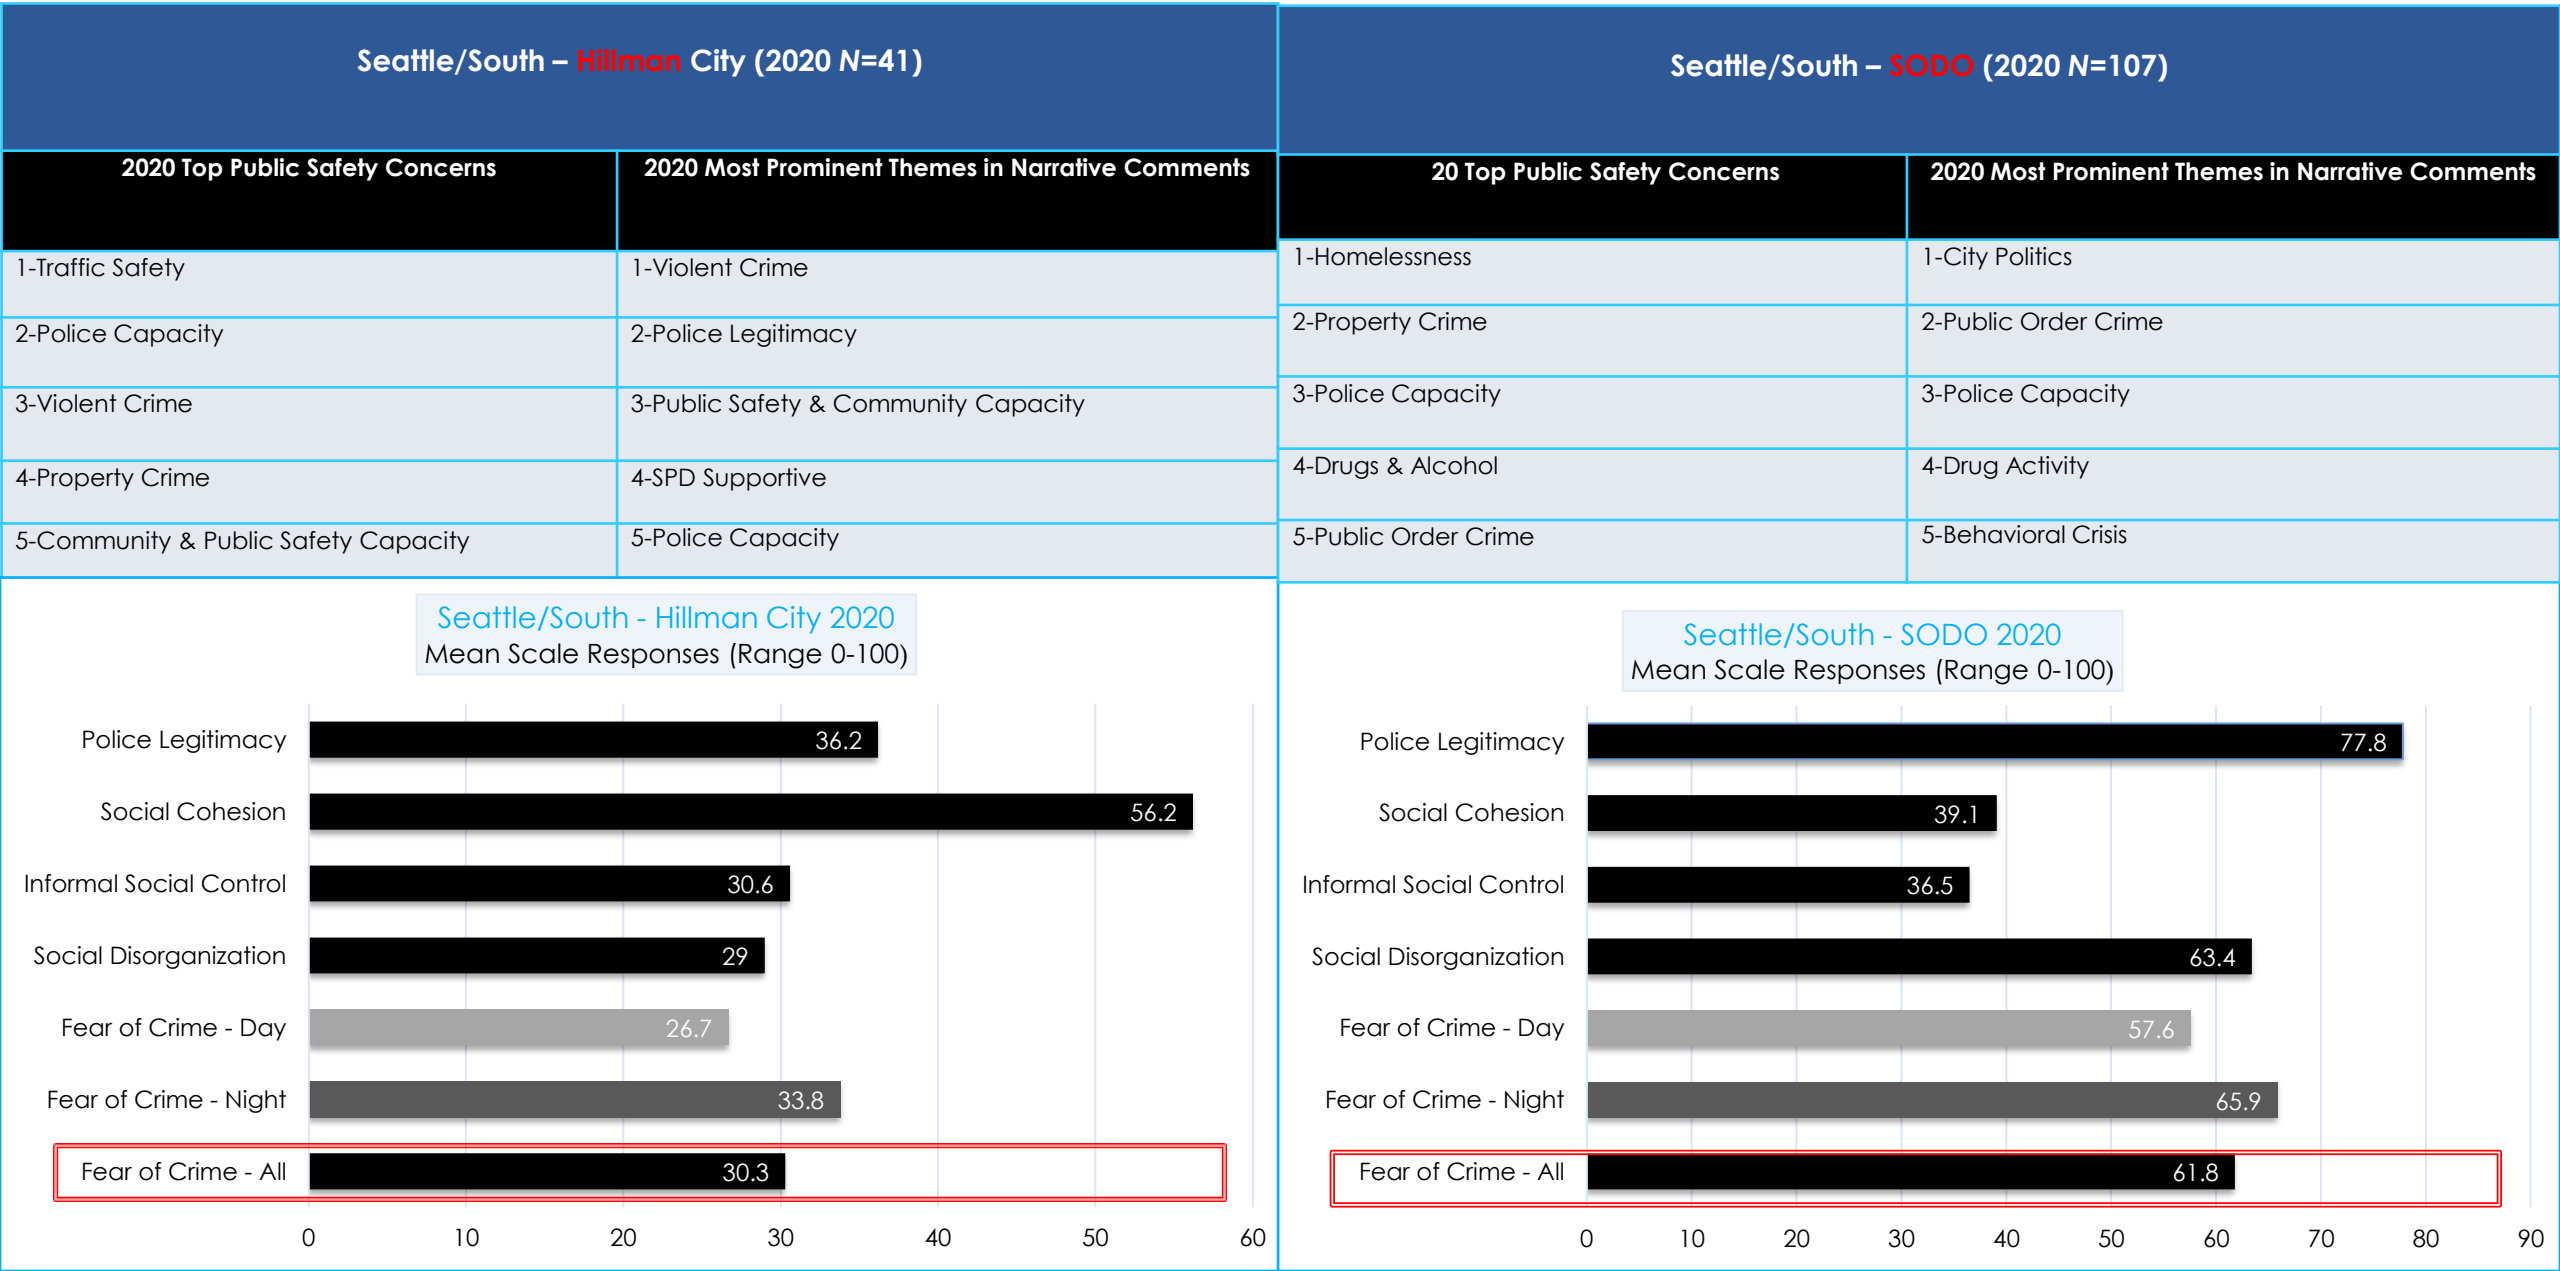 Seattle/South – Hillman City (2020 N=41)
2020 Top Public Safety Concerns
2020 Most Prominent Themes in Narrative Comments
1-Traffic Safety
1-Violent Crime
2-Police Capacity
2-Police Legitimacy
3-Violent Crime
3-Public Safety & Community Capacity
4-Property Crime
4-SPD Supportive
5-Community & Public Safety Capacity
5-Police Capacity
Seattle/South - Hillman City 2020
Mean Scale Responses (Range 0-100)
Police Legitimacy 36.2
Social Cohesion 56.2
Informal Social Control 30.6
Social Disorganization 29
Fear of Crime - Day 26.7
Fear of Crime - Night 33.8
Fear of Crime - All 30.3
0 10 20 30 40 50 60
Seattle/South – SODO (2020 N=107)
20 Top Public Safety Concerns
2020 Most Prominent Themes in Narrative Comments
1-Homelessness
1-City Politics
2-Property Crime
2-Public Order Crime
3-Police Capacity
3-Police Capacity
4-Drugs & Alcohol
4-Drug Activity
5-Public Order Crime
5-Behavioral Crisis
Seattle/South - SODO 2020
Mean Scale Responses (Range 0-100)
Police Legitimacy 77.8
Social Cohesion 39.1
Informal Social Control 36.5
Social Disorganization 63.4
Fear of Crime - Day 57.6
Fear of Crime - Night 65.9
Fear of Crime - All 61.8
0 10 20 30 40 50 60 70 80 90